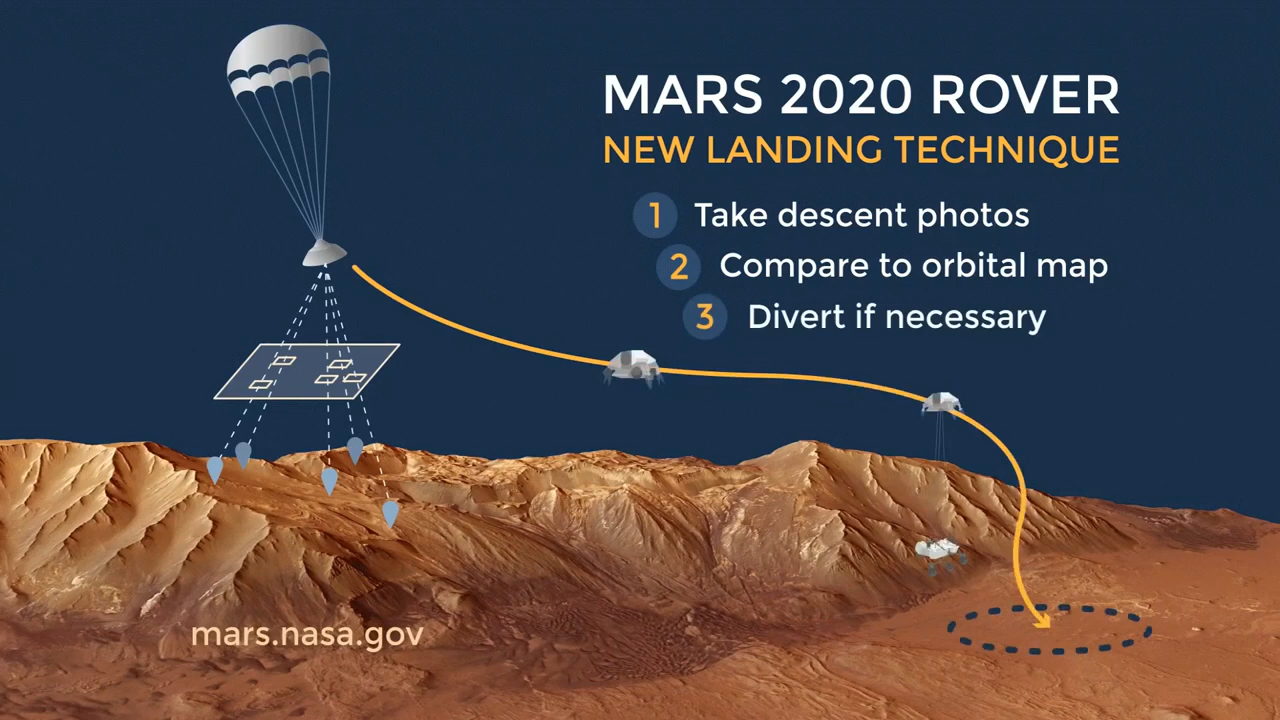 MARS 2020 ROVER
NEW LANDING TECHNIQUE
1 Take descent photos
2 Compare to orbital map
3 Divert if necessary
mars.nasa.gov